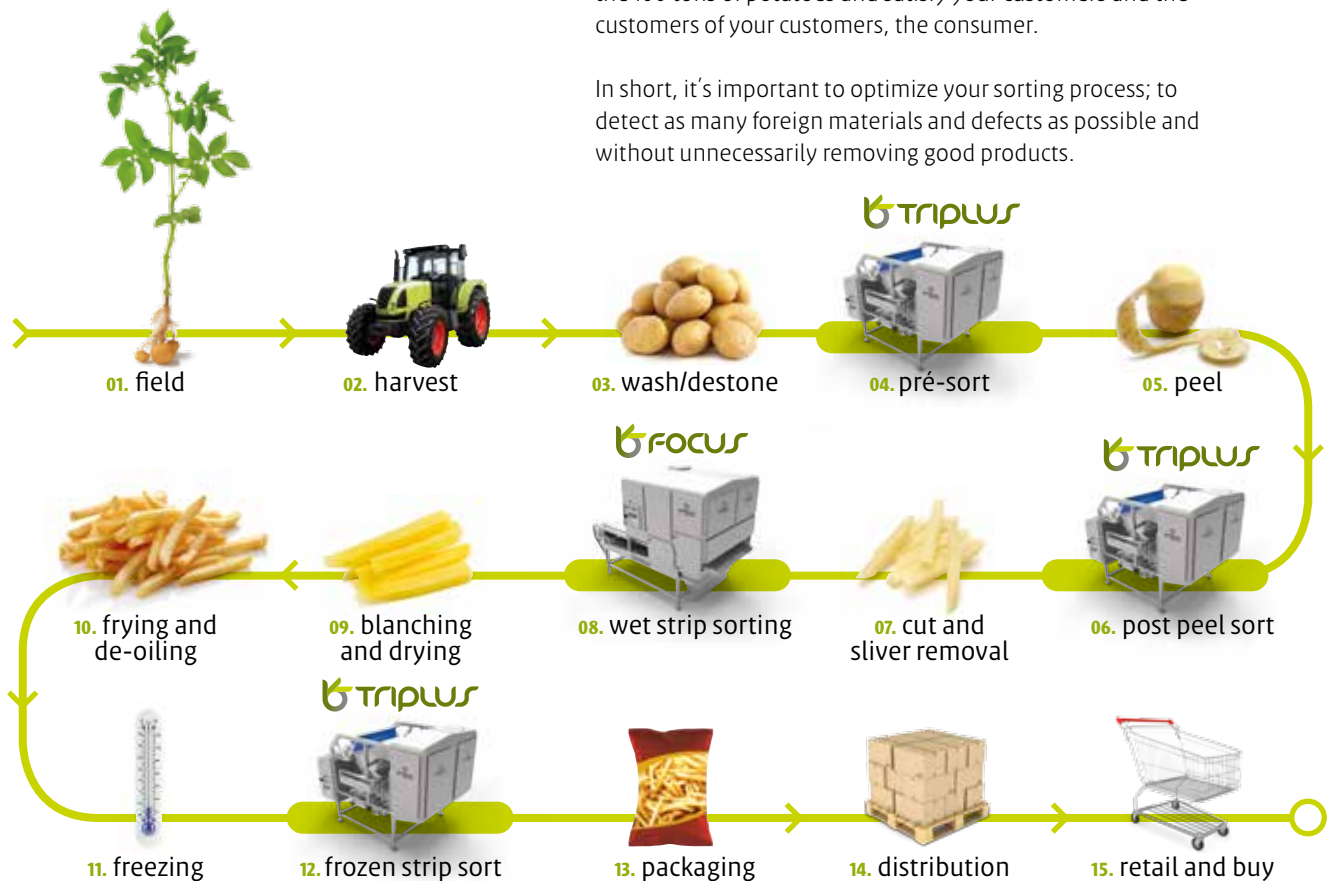 customers of your customers, the consumer.
In short, it's important to optimize your sorting process; to
detect as many foreign materials and defects as possible and
without unnecessarily removing good products.
TRIPLUS
01. field
02. harvest
03. wash/destone
04. pré-sort
05. peel
FOCUS
TRIPLUS
10. frying and
de-oiling
09. blanching
and drying
08. wet strip sorting
07. cut and
sliver removal
06. post peel sort
TRIPLUS
11. freezing
12. frozen strip sort
13. packaging
14. distribution
15. retail and buy